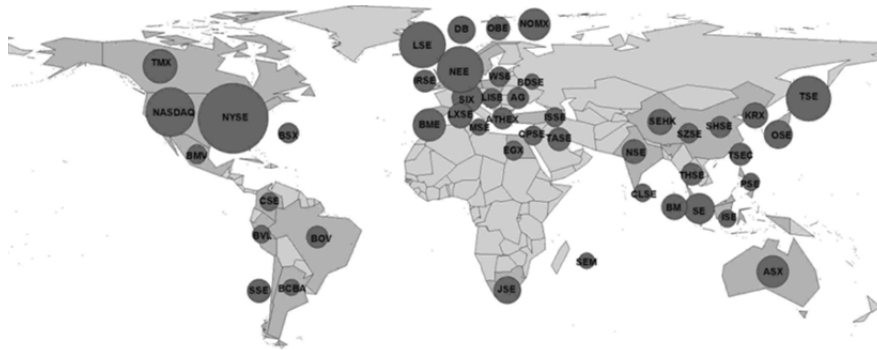 DB
OBE
NOMX
LSE
TMX
NEE
WSE
BDSE
IRSE
SIX
LISE
AG
TSE
NASDAQ
NYSE
BME
LXSE
MSE
ATHEX
ISSE
SEHK
SHSE
KRX
BSX
CPSE
TASE
SZSE
OSE
BMV
EGX
NSE
TSEC
THSE
PSE
CLSE
CSE
BM
SE
ISE
BVL
BOV
SEM
ASX
SSE
BCBA
JSE